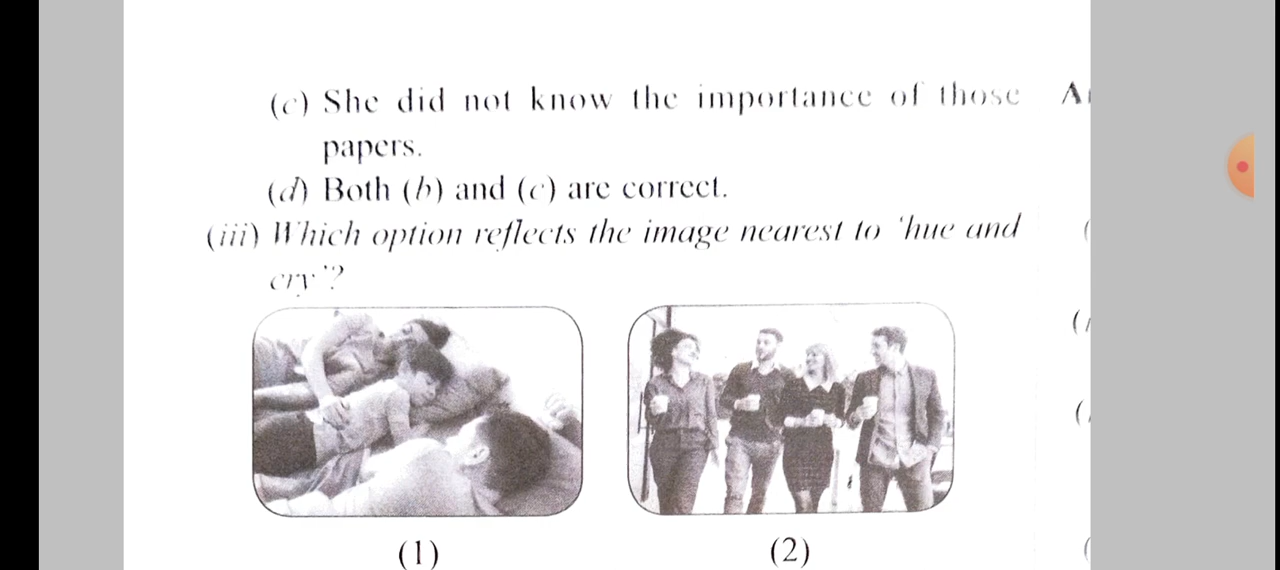 (c) She did not know the importance of those
papers.
(d) Both (b) and (c) are correct.
(iii) Which option reflects the image nearest to 'hue and
cry'?
(1) (2)